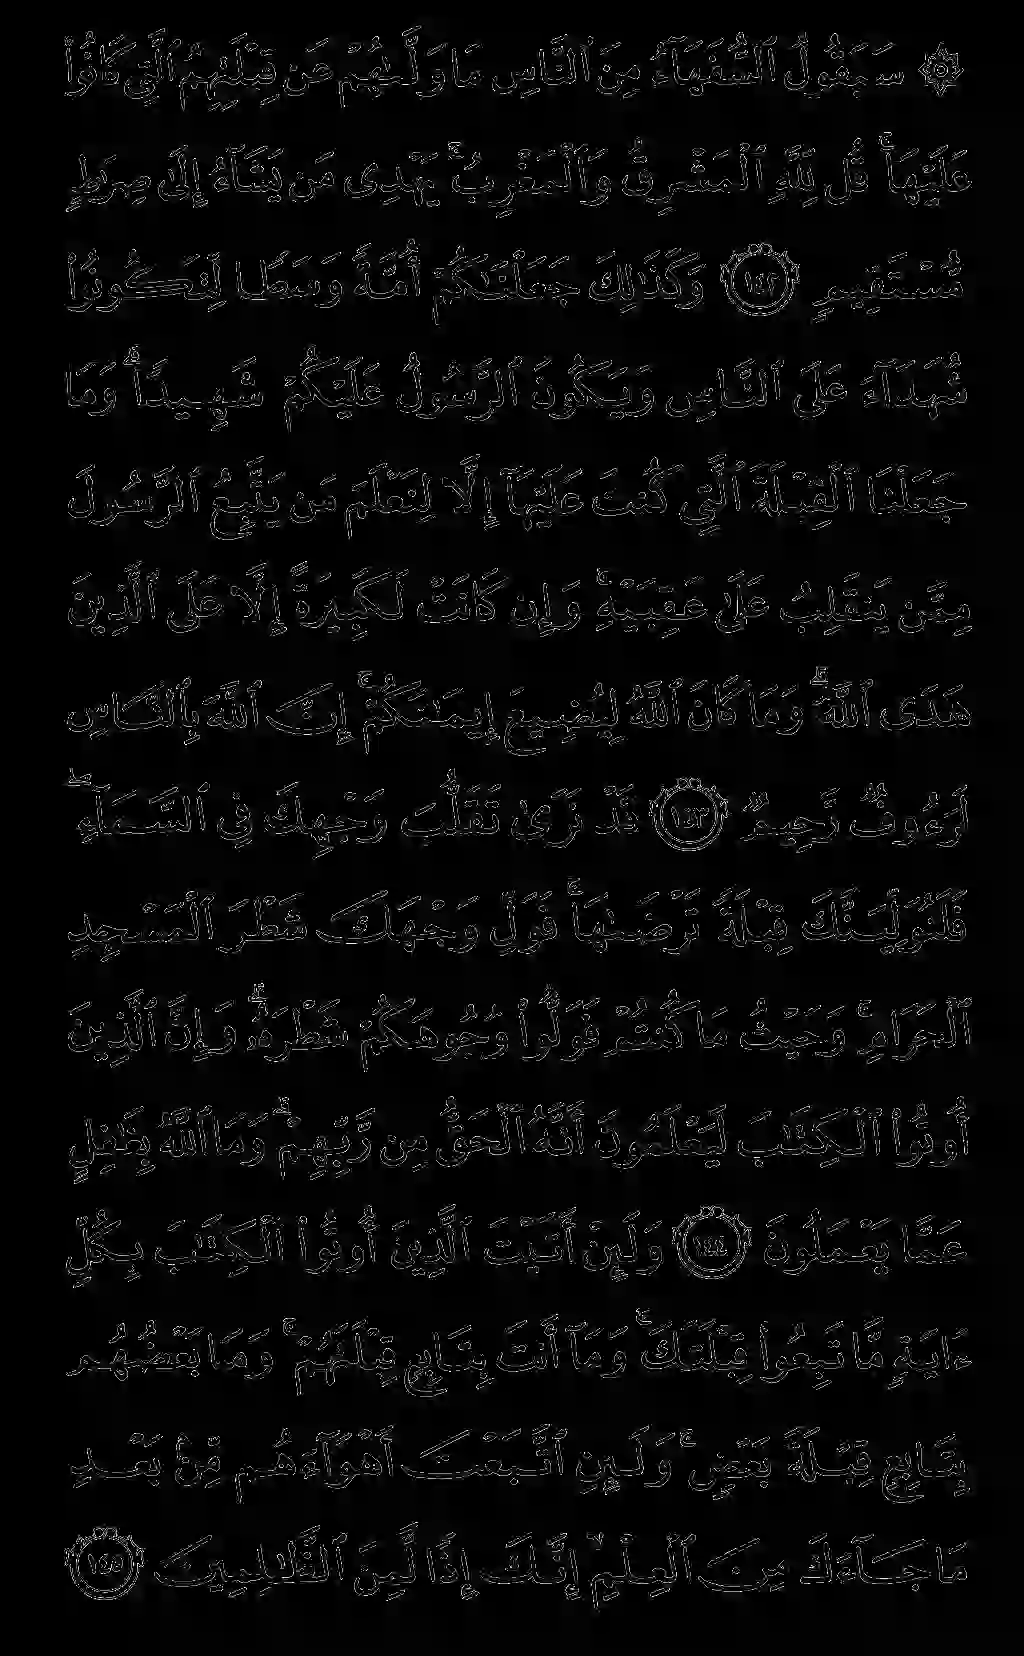 ۞ سَيَقُولُ ٱلسُّفَهَآءُ مِنَ ٱلنَّاسِ مَا وَلَّىٰهُمْ عَن قِبْلَتِهِمُ ٱلَّتِى كَانُوا۟
عَلَيْهَا ۚ قُل لِّلَّهِ ٱلْمَشْرِقُ وَٱلْمَغْرِبُ ۚ يَهْدِى مَن يَشَآءُ إِلَىٰ صِرَٰطٍ
مُّسْتَقِيمٍ ١٤٢ وَكَذَٰلِكَ جَعَلْنَٰكُمْ أُمَّةً وَسَطًا لِّتَكُونُوا۟
شُهَدَآءَ عَلَى ٱلنَّاسِ وَيَكُونَ ٱلرَّسُولُ عَلَيْكُمْ شَهِيدًا ۗ وَمَا
جَعَلْنَا ٱلْقِبْلَةَ ٱلَّتِى كُنتَ عَلَيْهَآ إِلَّا لِنَعْلَمَ مَن يَتَّبِعُ ٱلرَّسُولَ
مِمَّن يَنقَلِبُ عَلَىٰ عَقِبَيْهِ ۚ وَإِن كَانَتْ لَكَبِيرَةً إِلَّا عَلَى ٱلَّذِينَ
هَدَى ٱللَّهُ ۗ وَمَا كَانَ ٱللَّهُ لِيُضِيعَ إِيمَٰنَكُمْ ۚ إِنَّ ٱللَّهَ بِٱلنَّاسِ
لَرَءُوفٌ رَّحِيمٌ ١٤٣ قَدْ نَرَىٰ تَقَلُّبَ وَجْهِكَ فِى ٱلسَّمَآءِ ۖ
فَلَنُوَلِّيَنَّكَ قِبْلَةً تَرْضَىٰهَا ۚ فَوَلِّ وَجْهَكَ شَطْرَ ٱلْمَسْجِدِ
ٱلْحَرَامِ ۚ وَحَيْثُ مَا كُنتُمْ فَوَلُّوا۟ وُجُوهَكُمْ شَطْرَهُۥ ۗ وَإِنَّ ٱلَّذِينَ
أُوتُوا۟ ٱلْكِتَٰبَ لَيَعْلَمُونَ أَنَّهُ ٱلْحَقُّ مِن رَّبِّهِمْ ۗ وَمَا ٱللَّهُ بِغَٰفِلٍ
عَمَّا يَعْمَلُونَ ١٤٤ وَلَئِنْ أَتَيْتَ ٱلَّذِينَ أُوتُوا۟ ٱلْكِتَٰبَ بِكُلِّ
ءَايَةٍ مَّا تَبِعُوا۟ قِبْلَتَكَ ۚ وَمَآ أَنتَ بِتَابِعٍ قِبْلَتَهُمْ ۚ وَمَا بَعْضُهُم
بِتَابِعٍ قِبْلَةَ بَعْضٍ ۚ وَلَئِنِ ٱتَّبَعْتَ أَهْوَآءَهُم مِّنۢ بَعْدِ
مَا جَآءَكَ مِنَ ٱلْعِلْمِ ۙ إِنَّكَ إِذًا لَّمِنَ ٱلظَّٰلِمِينَ ١٤٥